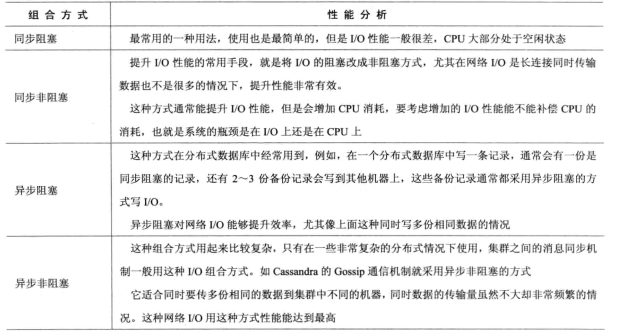 组合方式 性能分析
同步阻塞 最常用的一种用法，使用也是最简单的，但是 I/O 性能一般很差，CPU 大部分处于空闲状态
提升 I/O 性能的常用手段，就是将 I/O 的阻塞改成非阻塞方式，尤其在网络 I/O 是长连接同时传输
数据也不是很多的情况下，提升性能非常有效。
同步非阻塞
这种方式通常能提升 I/O 性能，但是会增加 CPU 消耗，要考虑增加的 I/O 性能能不能补偿 CPU 的
消耗，也就是系统的瓶颈是在 I/O 上还是在 CPU 上
这种方式在分布式数据库中经常用到，例如，在一个分布式数据库中写一条记录，通常会有一份是
同步阻塞的记录，还有 2～3 份备份记录会写到其他机器上，这些备份记录通常都采用异步阻塞的方
异步阻塞
式写 I/O。
异步阻塞对网络 I/O 能够提升效率，尤其像上面这种同时写多份相同数据的情况
这种组合方式用起来比较复杂，只有在一些非常复杂的分布式情况下使用，集群之间的消息同步机
制一般用这种 I/O 组合方式。如 Cassandra 的 Gossip 通信机制就采用异步非阻塞的方式
异步非阻塞
它适合同时要传多份相同的数据到集群中不同的机器，同时数据的传输量虽然不大却非常频繁的情
况。这种网络 I/O 用这种方式性能能达到最高